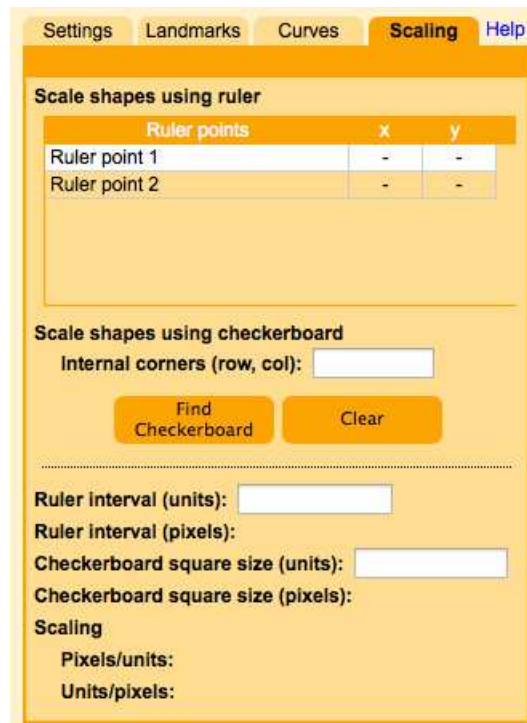 Settings Landmarks Curves Scaling Help
Scale shapes using ruler
Ruler points x y
Ruler point 1 - -
Ruler point 2 - -
Scale shapes using checkerboard
Internal corners (row, col):
Find
Checkerboard
Clear
Ruler interval (units):
Ruler interval (pixels):
Checkerboard square size (units):
Checkerboard square size (pixels):
Scaling
Pixels/units:
Units/pixels: